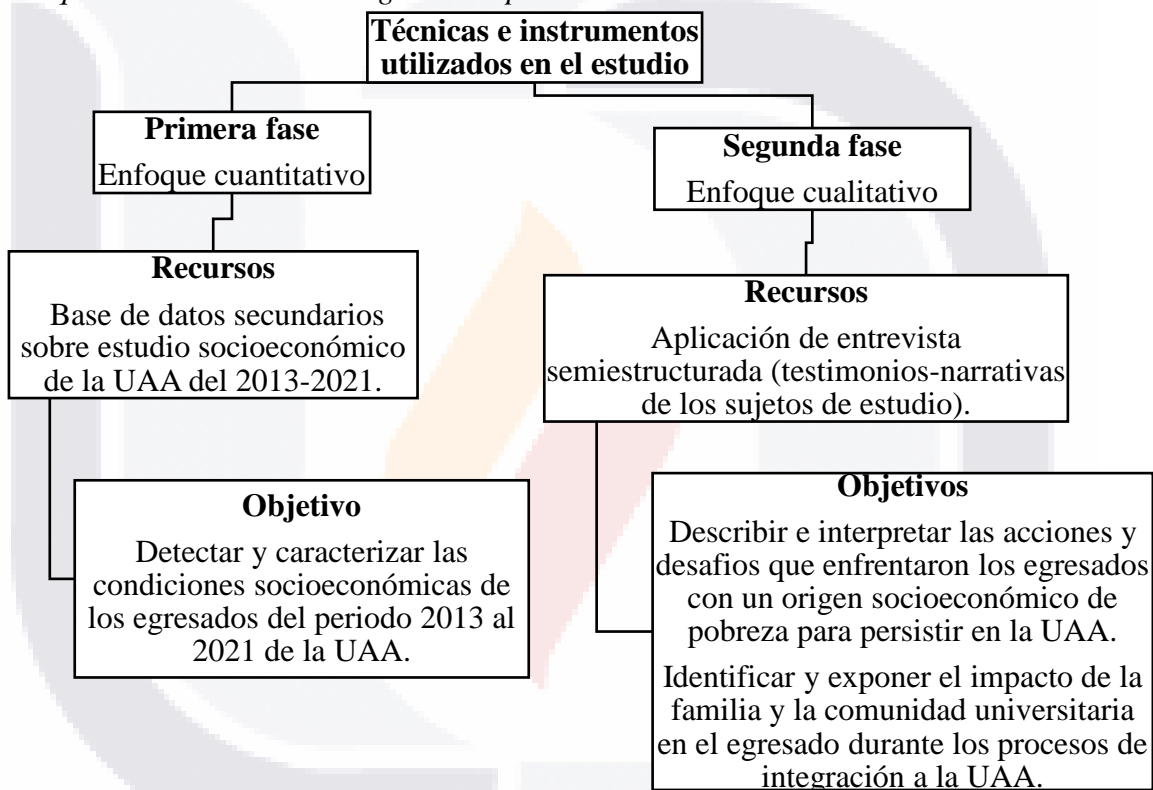 Técnicas e instrumentos
utilizados en el estudio
Primera fase
Enfoque cuantitativo
Recursos
Base de datos secundarios
sobre estudio socioeconómico
de la UAA del 2013-2021.
Objetivo
Detectar y caracterizar las
condiciones socioeconómicas de
los egresados del periodo 2013 al
2021 de la UAA.
Segunda fase
Enfoque cualitativo
Recursos
Aplicación de entrevista
semiestructurada (testimonios-narrativas
de los sujetos de estudio).
Objetivos
Describir e interpretar las acciones y
desafios que enfrentaron los egresados
con un origen socioeconómico de
pobreza para persistir en la UAA.
Identificar y exponer el impacto de la
familia y la comunidad universitaria
en el egresado durante los procesos de
integración a la UAA.